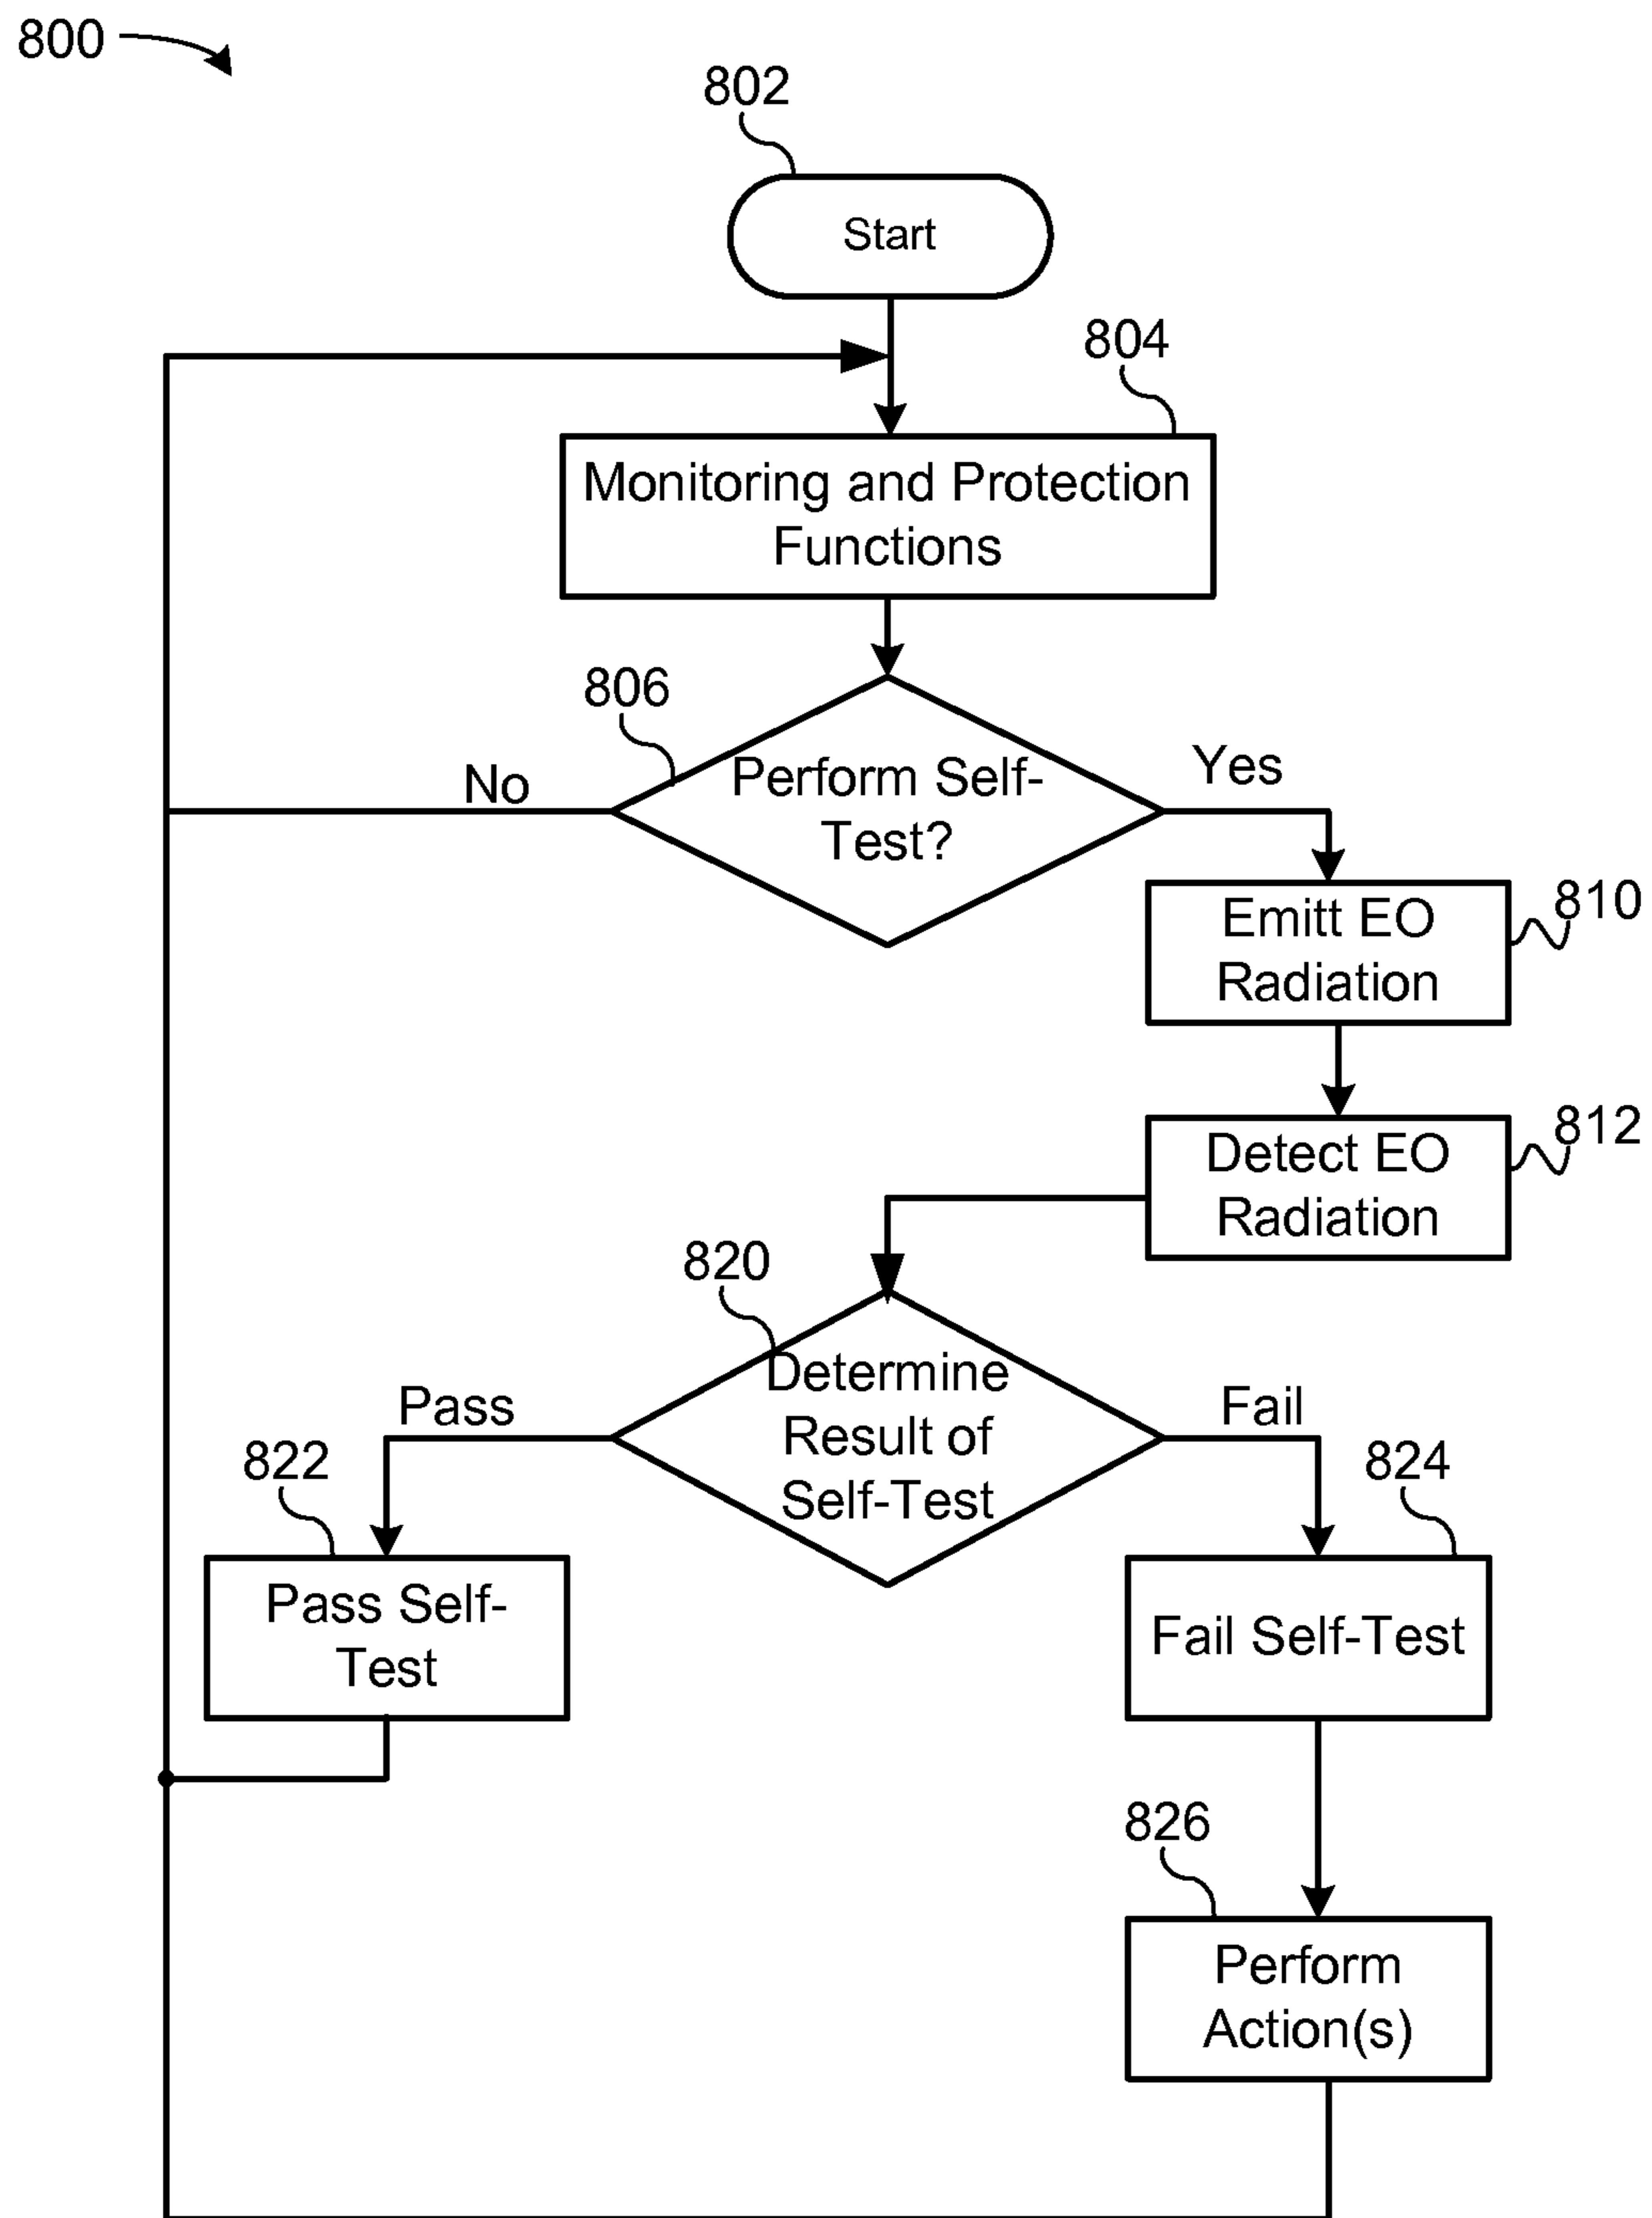 800
802
Start
804
Monitoring and Protection
Functions
806
Perform Self-
Test?
No
Yes
810
Emitt EO
Radiation
812
Detect EO
Radiation
820
Determine
Result of
Self-Test
Pass
Fail
822
Pass Self-
Test
824
Fail Self-Test
826
Perform
Action(s)